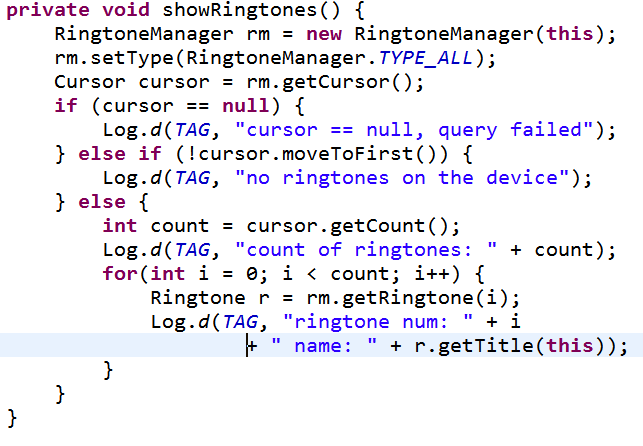 private void showRingtones() {
    RingtoneManager rm = new RingtoneManager(this);
    rm.setType(RingtoneManager.TYPE_ALL);
    Cursor cursor = rm.getCursor();
    if (cursor == null) {
        Log.d(TAG, "cursor == null, query failed");
    } else if (!cursor.moveToFirst()) {
        Log.d(TAG, "no ringtones on the device");
    } else {
        int count = cursor.getCount();
        Log.d(TAG, "count of ringtones: " + count);
        for(int i = 0; i < count; i++) {
            Ringtone r = rm.getRingtone(i);
            Log.d(TAG, "ringtone num: " + i
                    + " name: " + r.getTitle(this));
        }
    }
}